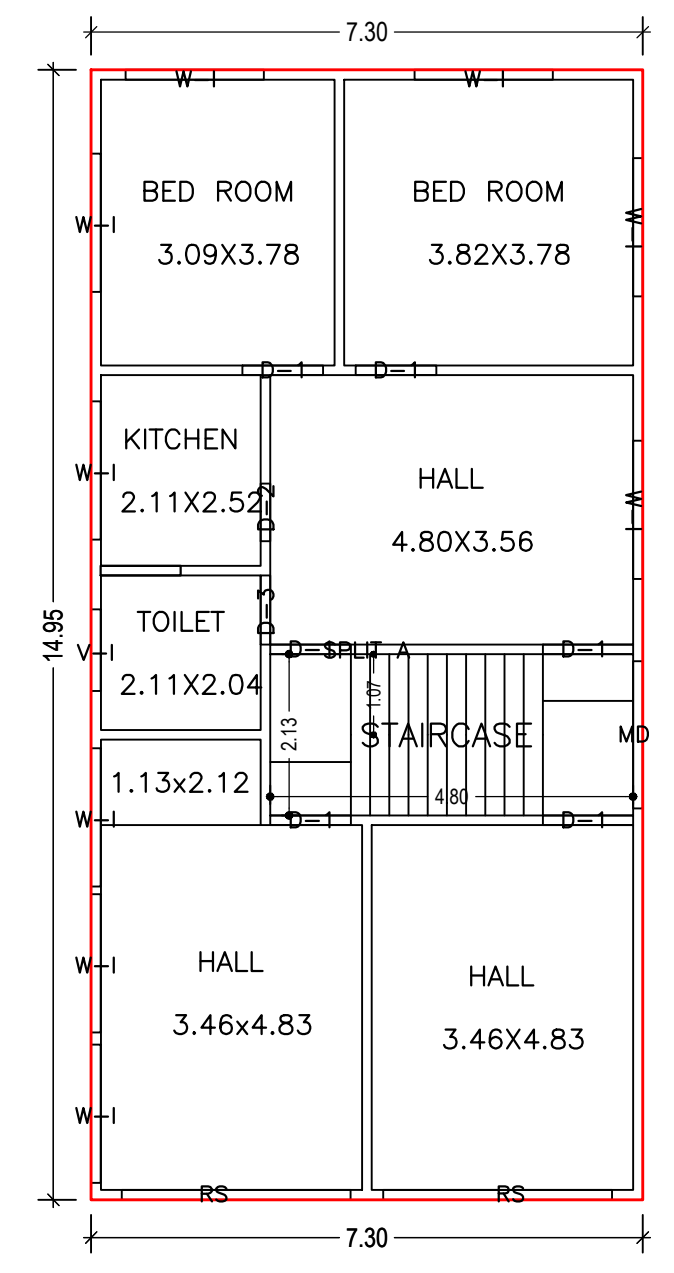 7.30
W-I
W-I
BED ROOM
BED ROOM
W-I
W-I
3.09X3.78
3.82X3.78
D-1
D-1
KITCHEN
W-I
HALL
2.11X2.52
D-2
W-I
4.80X3.56
14.95
TOILET
D-3
V-I
D-SPLIT A
D-1
2.11X2.04
1.07
2.13
STAIRCASE
MD
1.13x2.12
4.80
W-I
D-1
D-1
HALL
HALL
W-I
3.46x4.83
3.46X4.83
W-I
RS
RS
7.30